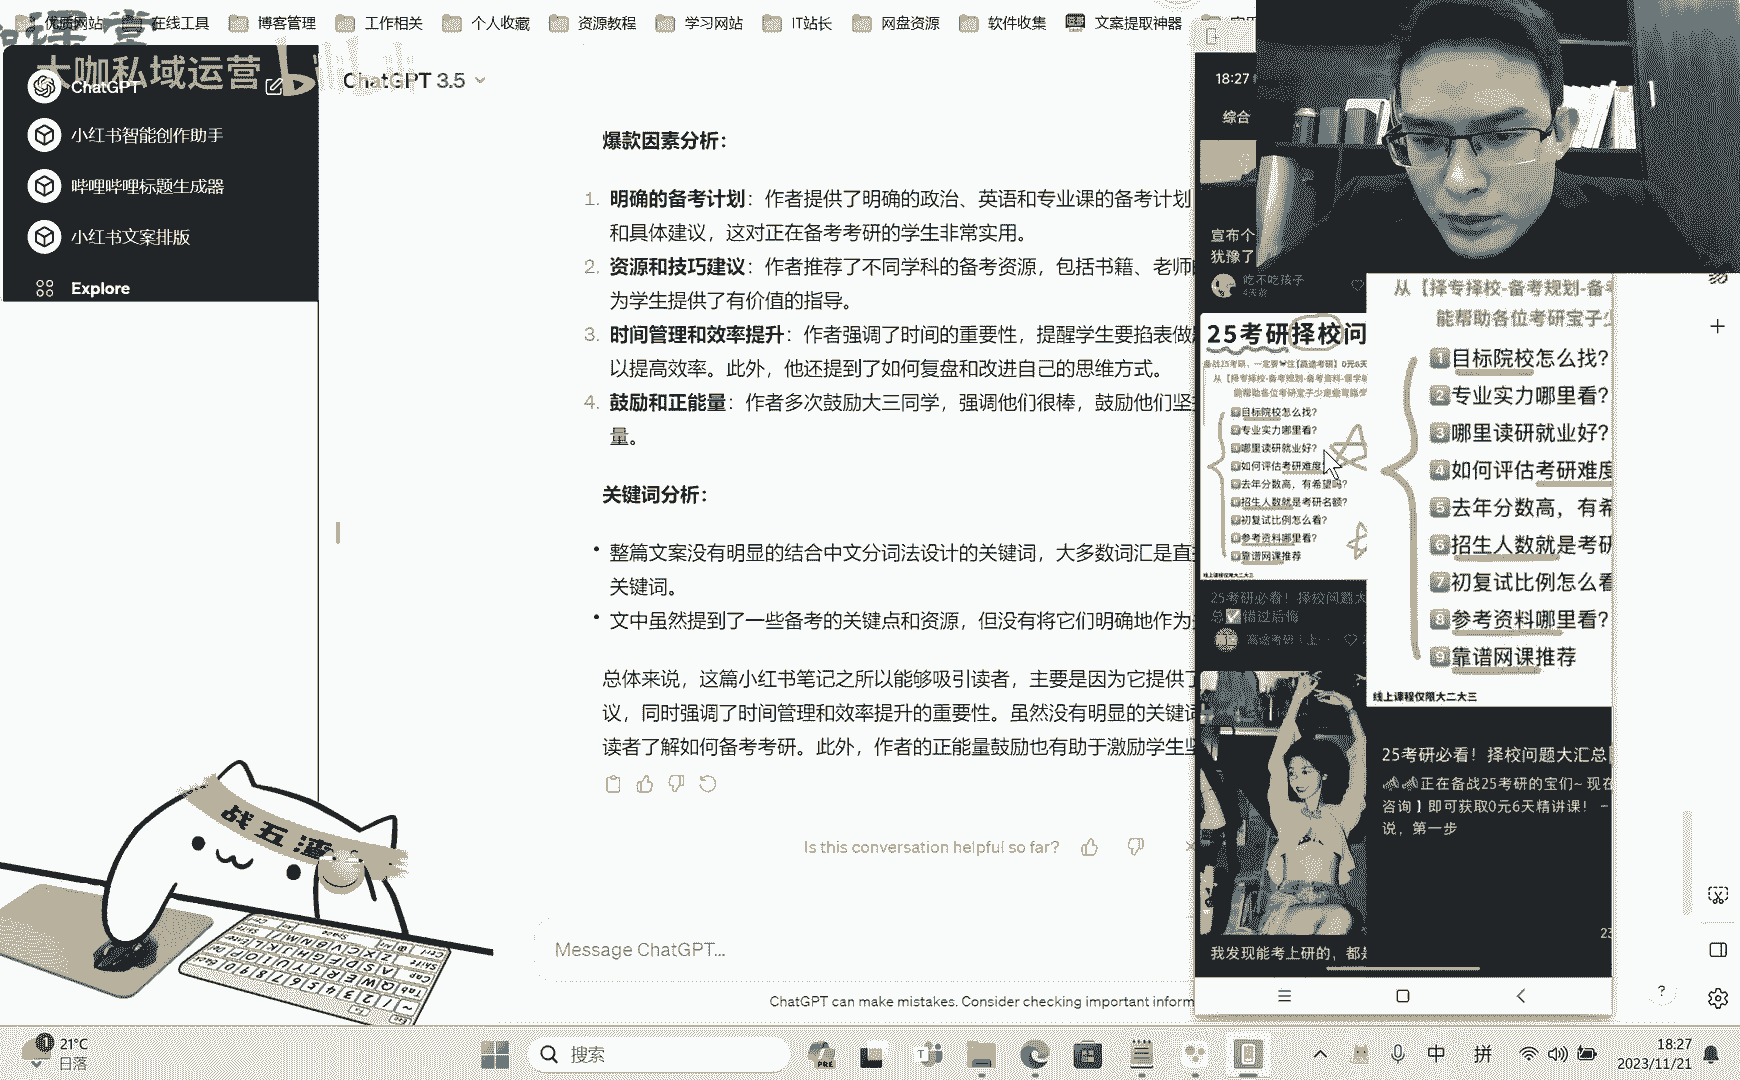 优质网站
在线工具
博客管理
工作相关
个人收藏
资源教程
学习网站
IT站长
网盘资源
软件收集
文案提取神器
大咖私域运营
bilibili
ChatGPT
小红书智能创作助手
哔哩哔哩标题生成器
小红书文案排版
Explore
ChatGPT 3.5
爆款因素分析：
1. 明确的备考计划：作者提供了明确的政治、英语和专业课的备考计划
和具体建议，这对正在备考考研的学生非常实用。
2. 资源和技巧建议：作者推荐了不同学科的备考资源，包括书籍、老师
为学生提供了有价值的指导。
3. 时间管理和效率提升：作者强调了时间的重要性，提醒学生要掐表做
以提高效率。此外，他还提到了如何复盘和改进自己的思维方式。
4. 鼓励和正能量：作者多次鼓励大三同学，强调他们很棒，鼓励他们坚
量。
关键词分析：
• 整篇文案没有明显的结合中文分词法设计的关键词，大多数词汇是直
关键词。
• 文中虽然提到了一些备考的关键点和资源，但没有将它们明确地作为
总体来说，这篇小红书笔记之所以能够吸引读者，主要是因为它提供了
议，同时强调了时间管理和效率提升的重要性。虽然没有明显的关键词
读者了解如何备考考研。此外，作者的正能量鼓励也有助于激励学生坚
Is this conversation helpful so far?
Message ChatGPT...
ChatGPT can make mistakes. Consider checking important inform
18:27
综合
宣布个
犹豫了
吃不吃孩子
4天前
25考研择校问
1目标院校怎么找?
2专业实力哪里看?
3哪里读研就业好?
4如何评估考研难度
5去年分数高，有希望吗?
6招生人数就是考研名额?
7初复试比例怎么看?
8参考资料哪里看?
9靠谱网课推荐
线上课程仅限大二大三
25考研必看！择校问题大
总✅错过后悔
高途考研（上…
我发现能考上研的，都是
从【择专择校-备考规划-备考
能帮助各位考研宝子少
1目标院校怎么找?
2专业实力哪里看?
3哪里读研就业好?
4如何评估考研难度
5去年分数高，有希
6招生人数就是考研
7初复试比例怎么看
8参考资料哪里看?
9靠谱网课推荐
线上课程仅限大二大三
25考研必看！择校问题大汇总
📣📣正在备战25考研的宝们~ 现在
咨询】即可获取0元6天精讲课！
说，第一步
23
战五渣
21°C
日落
搜索
中
拼
18:27
2023/11/21